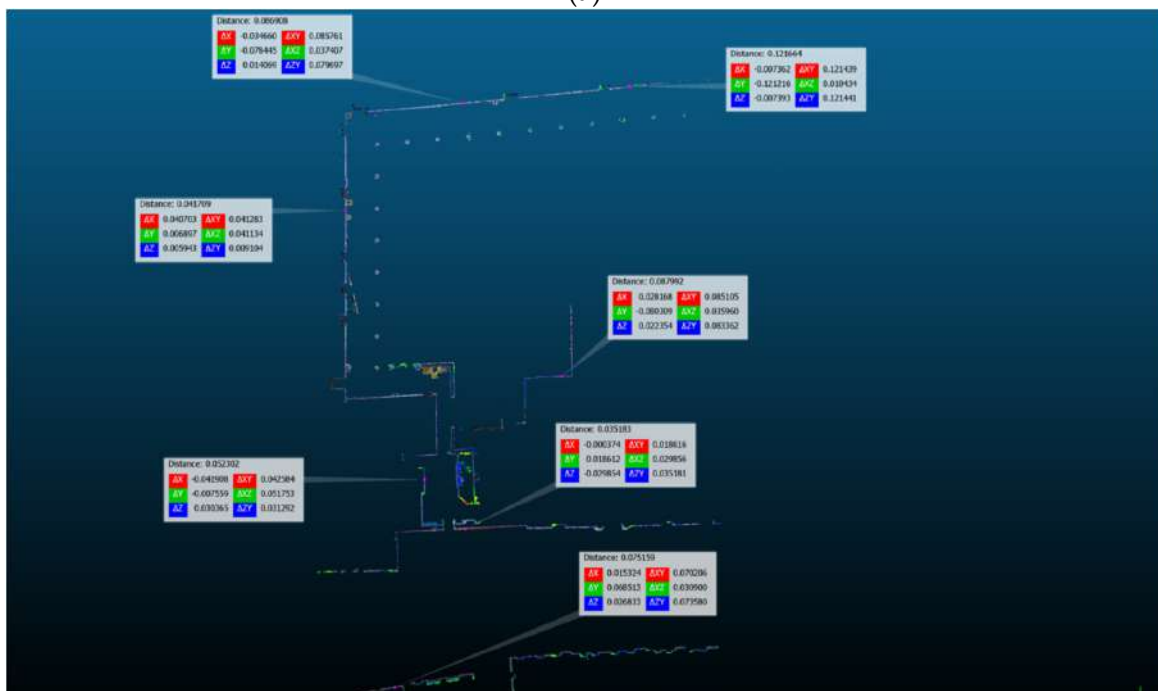 Distance: 0.086908
ΔX -0.034660 ΔXY 0.085761
ΔY -0.078445 ΔXZ 0.037407
ΔZ 0.014066 ΔZY 0.079697
Distance: 0.121664
ΔX -0.007362 ΔXY 0.121439
ΔY -0.121216 ΔXZ 0.010434
ΔZ -0.007393 ΔZY 0.121441
Distance: 0.041709
ΔX 0.040703 ΔXY 0.041283
ΔY 0.006897 ΔXZ 0.041134
ΔZ 0.005943 ΔZY 0.009104
Distance: 0.087992
ΔX 0.028168 ΔXY 0.085105
ΔY -0.080309 ΔXZ 0.035960
ΔZ 0.022354 ΔZY 0.083362
Distance: 0.035183
ΔX -0.000374 ΔXY 0.018616
ΔY -0.018612 ΔXZ 0.029856
ΔZ -0.029854 ΔZY 0.035181
Distance: 0.052302
ΔX -0.041908 ΔXY 0.042584
ΔY -0.007559 ΔXZ 0.051753
ΔZ 0.030365 ΔZY 0.031292
Distance: 0.075159
ΔX 0.015324 ΔXY 0.070206
ΔY 0.068513 ΔXZ 0.030900
ΔZ 0.026833 ΔZY 0.073580